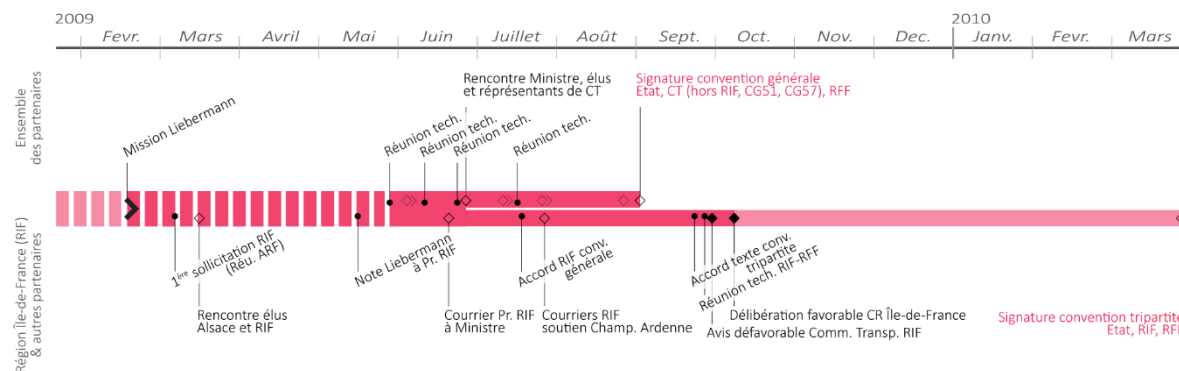 2009
2010
Fevr.
Mars
Avril
Mai
Juin
Juillet
Août
Sept.
Oct.
Nov.
Dec.
Janv.
Fevr.
Mars
Ensemble
des partenaires
Mission Liebermann
Réunion tech.
Réunion tech.
Réunion tech.
Rencontre Ministre, élus
et réprésentants de CT
Réunion tech.
Signature convention générale
Etat, CT (hors RIF, CG51, CG57), RFF
Région Île-de-France (RIF)
& autres partenaires
1ère sollicitation RIF
(Réu. ARF)
Rencontre élus
Alsace et RIF
Note Liebermann
à Pr. RIF
Courrier Pr. RIF
à Ministre
Accord RIF conv.
générale
Courriers RIF
soutien Champ. Ardenne
Accord texte conv.
tripartite
Réunion tech. RIF-RFF
Avis défavorable Comm. Transp. RIF
Délibération favorable CR Île-de-France
Signature convention tripartite
Etat, RIF, RFF